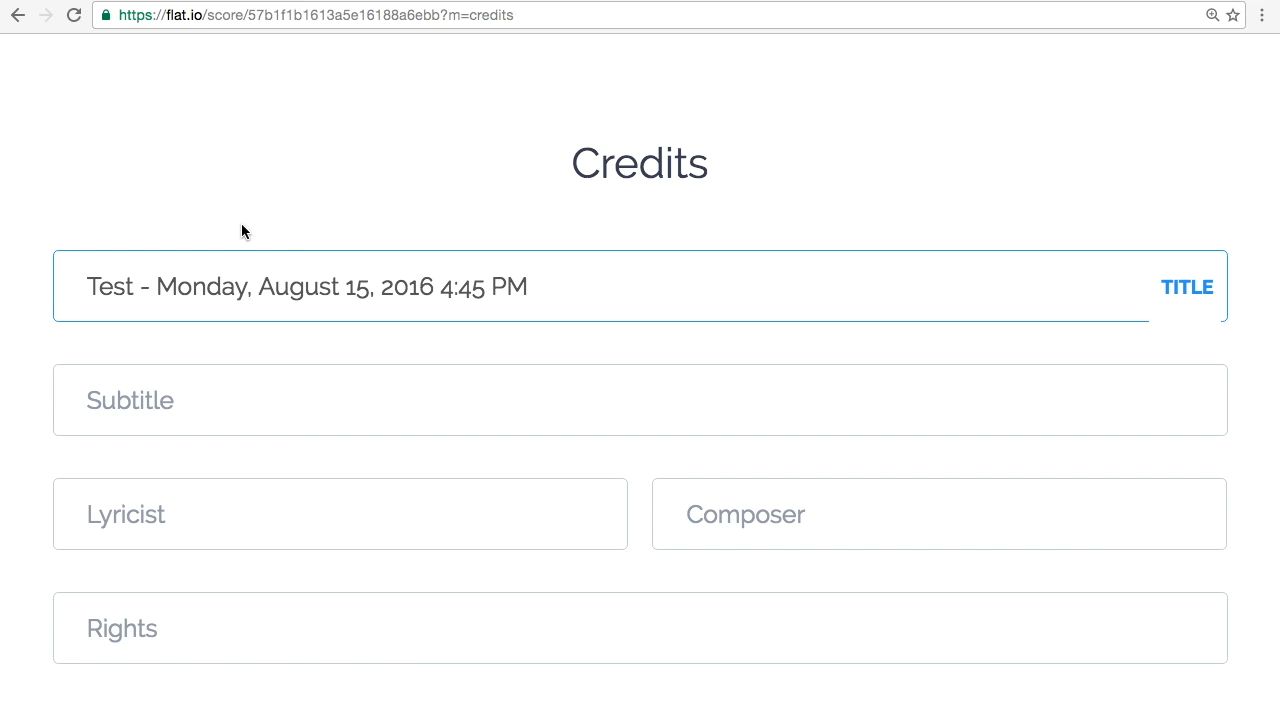 https://flat.io/score/57b1f1b1613a5e16188a6ebb?m=credits
Credits
Test - Monday, August 15, 2016 4:45 PM TITLE
Subtitle
Lyricist Composer
Rights